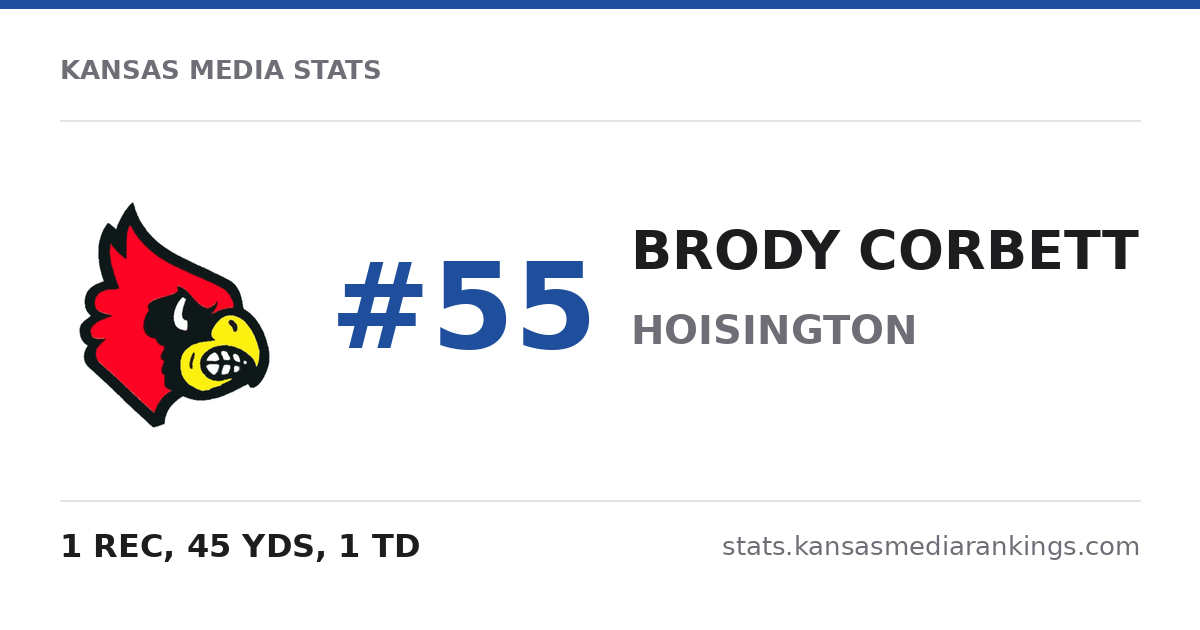 KANSAS MEDIA STATS
#55
BRODY CORBETT
HOISINGTON
1 REC, 45 YDS, 1 TD
stats.kansasmediarankings.com